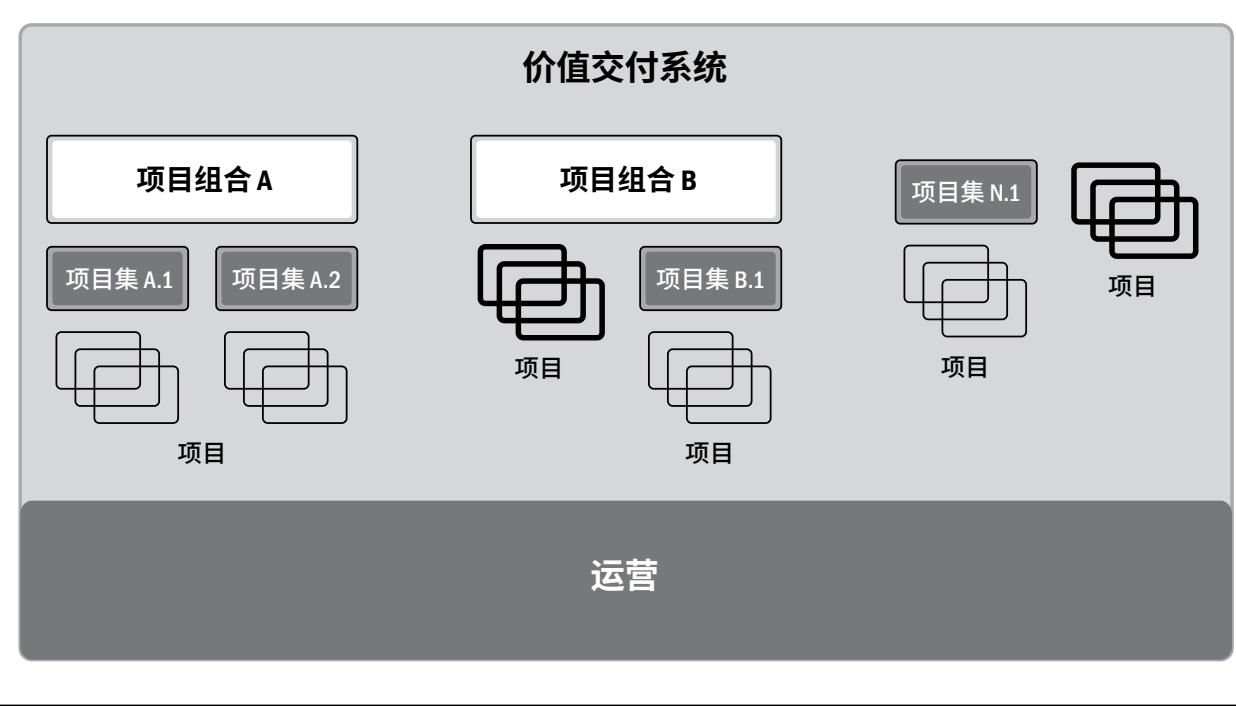 价值交付系统
项目组合 A
项目组合 B
项目集 N.1
项目集 A.1
项目集 A.2
项目集 B.1
项目
项目
项目
项目
项目
运营